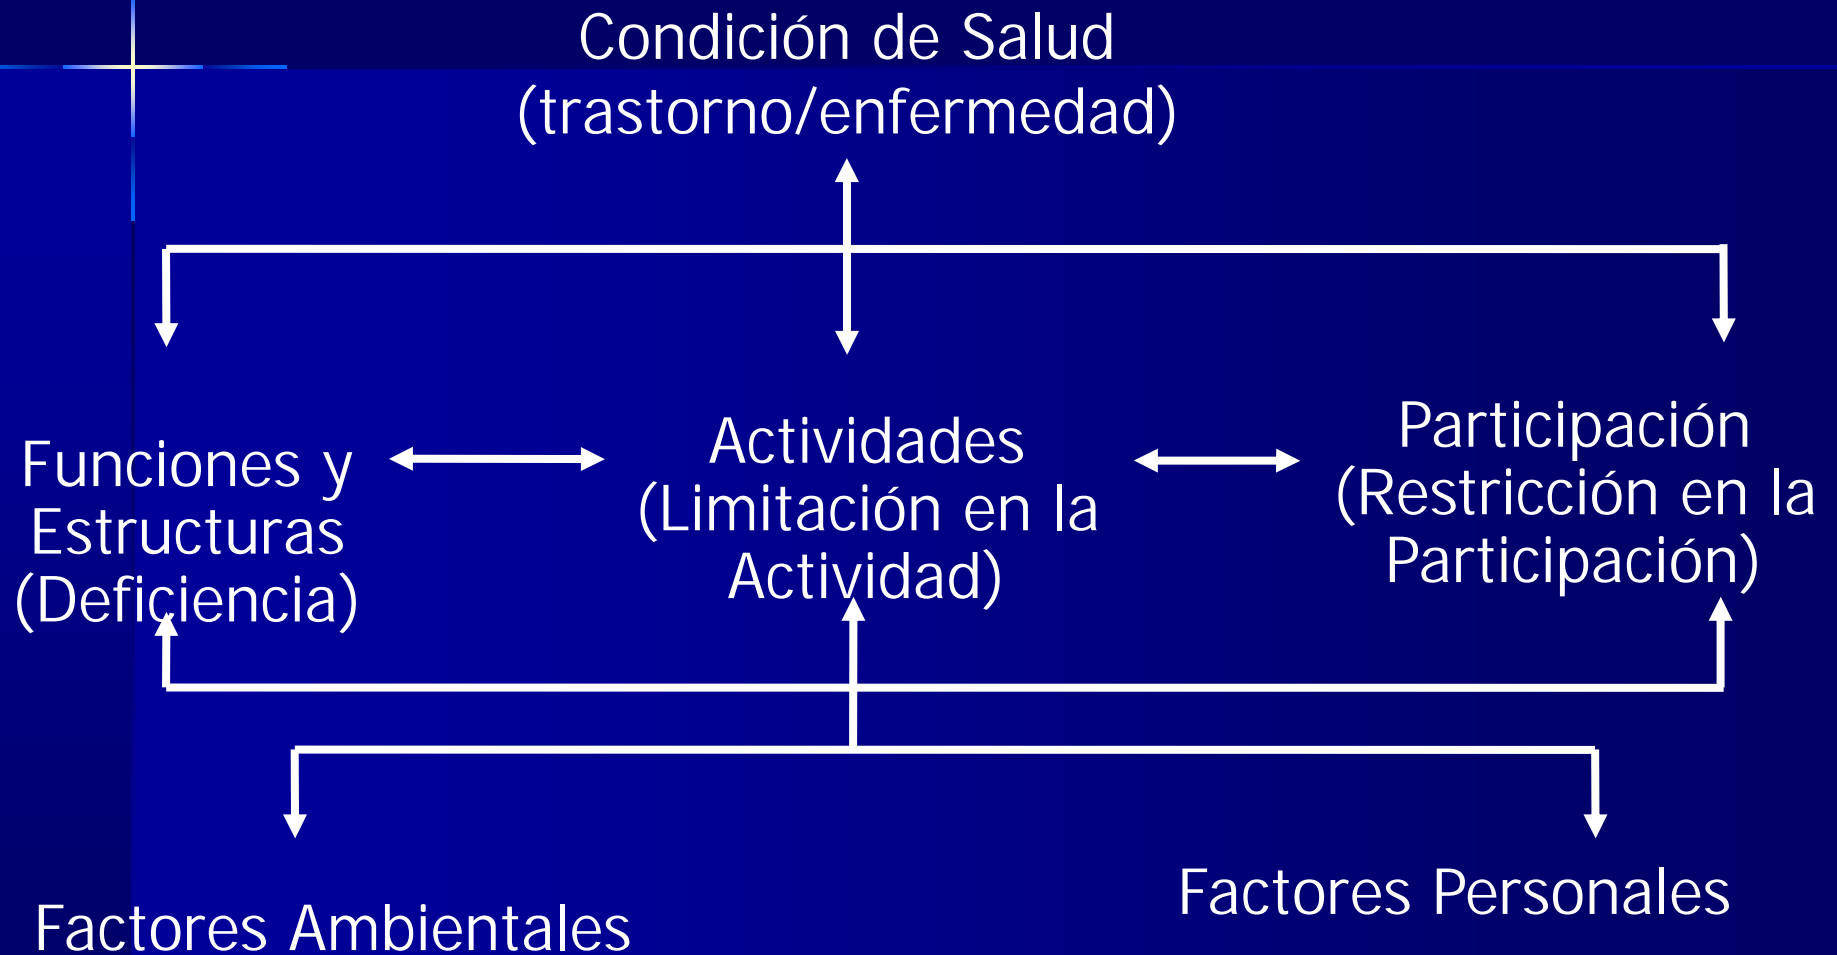 Condición de Salud
(trastorno/enfermedad)
Funciones y
Estructuras
(Deficiencia)
Actividades
(Limitación en la
Actividad)
Participación
(Restricción en la
Participación)
Factores Ambientales
Factores Personales